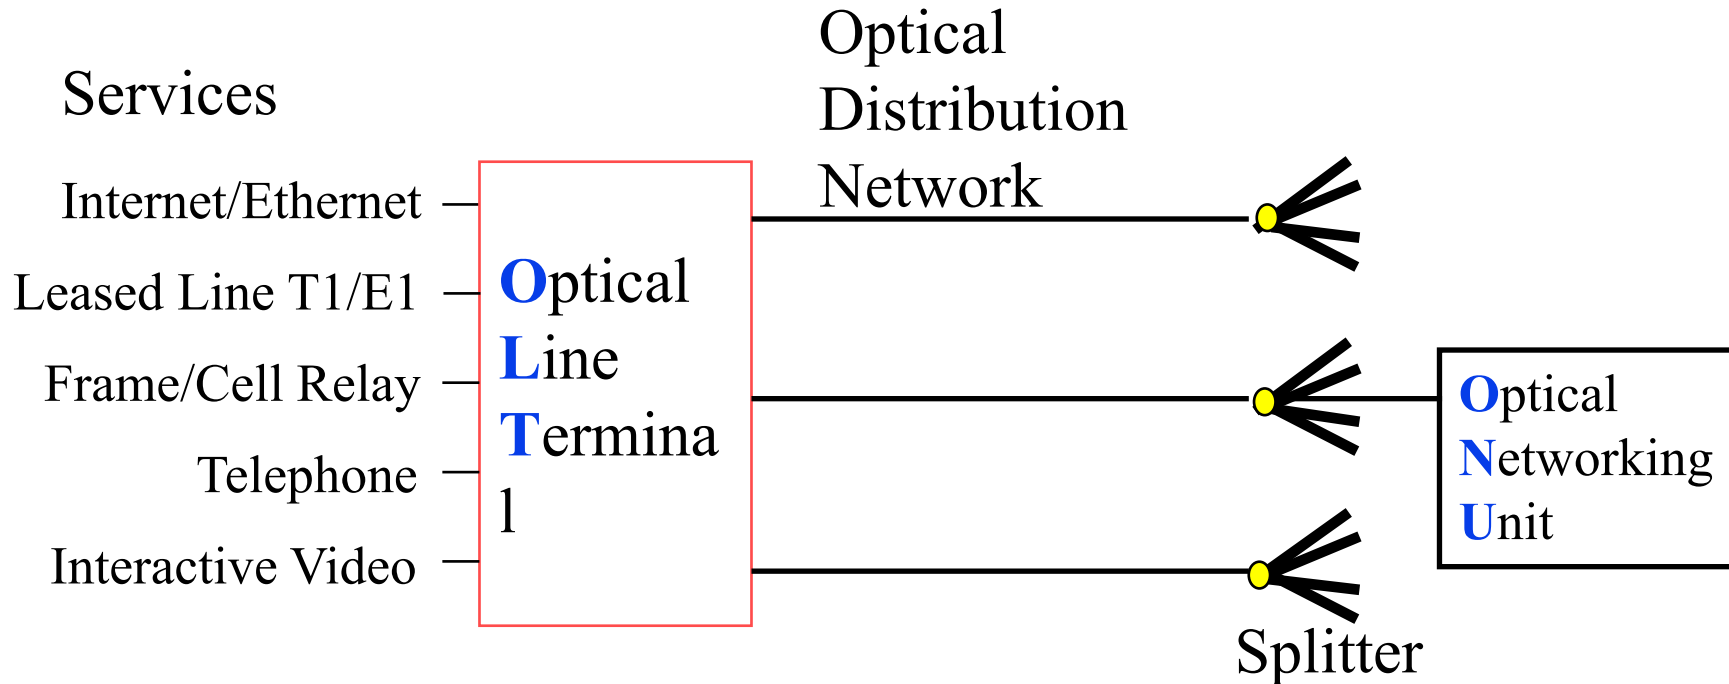 Services
Internet/Ethernet
Leased Line T1/E1
Frame/Cell Relay
Telephone
Interactive Video
Optical
Line
Termina
l
Optical
Distribution
Network
Splitter
Optical
Networking
Unit